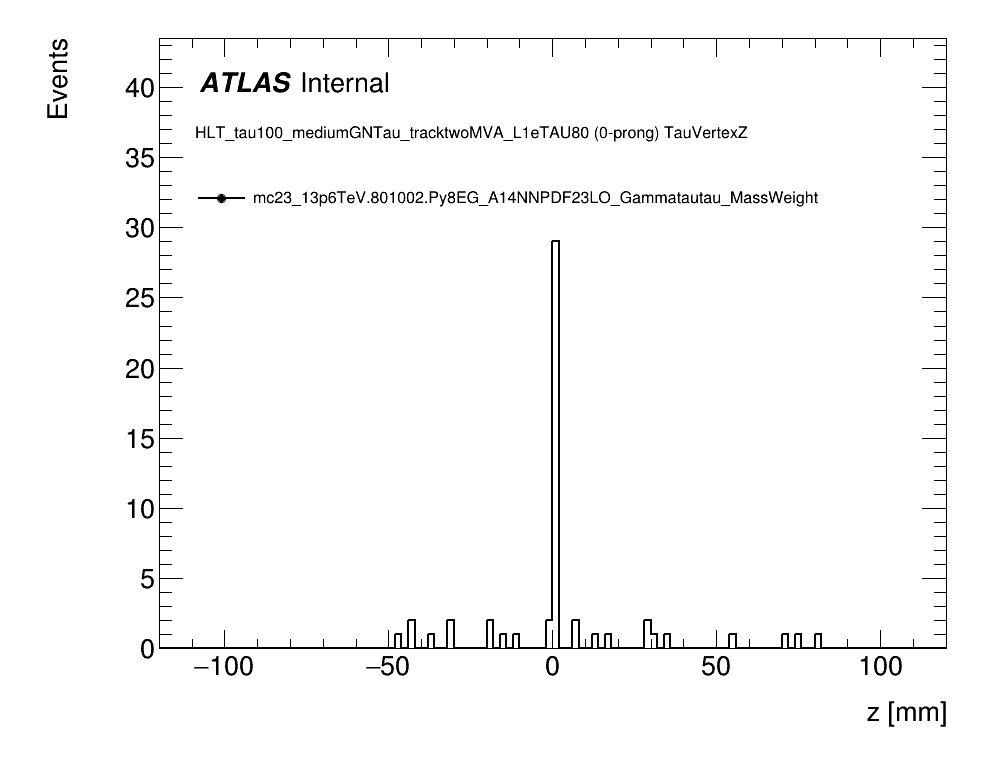 Events
ATLAS Internal
HLT_tau100_mediumGNTau_tracktwoMVA_L1eTAU80 (0-prong) TauVertexZ
mc23_13p6TeV.801002.Py8EG_A14NNPDF23LO_Gammatautau_MassWeight
40
35
30
25
20
15
10
5
0
−100 −50 0 50 100
z [mm]